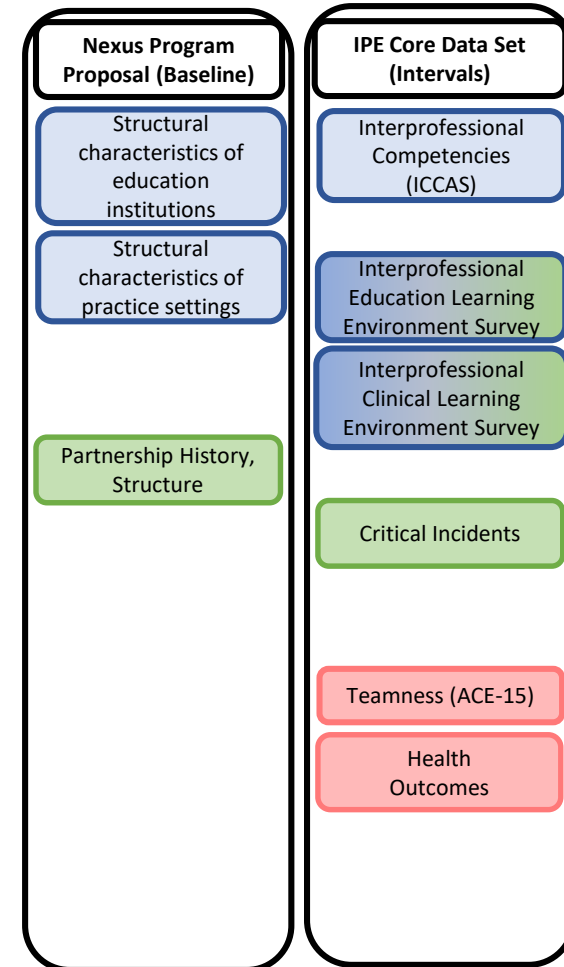 Nexus Program
Proposal (Baseline)
Structural
characteristics of
education
institutions
Structural
characteristics of
practice settings
Partnership History,
Structure
IPE Core Data Set
(Intervals)
Interprofessional
Competencies
(ICCAS)
Interprofessional
Education Learning
Environment Survey
Interprofessional
Clinical Learning
Environment Survey
Critical Incidents
Teamness (ACE-15)
Health
Outcomes